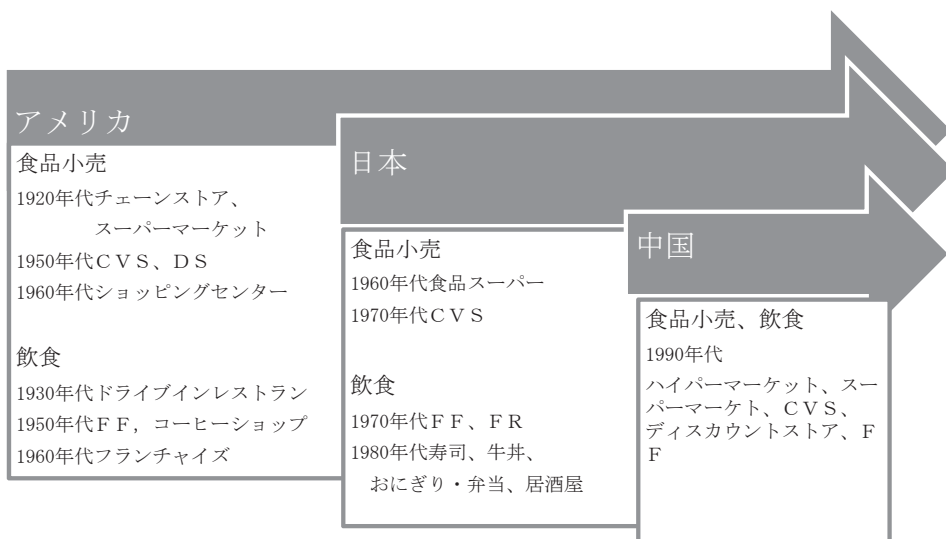 アメリカ
食品小売
1920年代チェーンストア、
スーパーマーケット
1950年代ＣＶＳ、ＤＳ
1960年代ショッピングセンター
飲食
1930年代ドライブインレストラン
1950年代ＦＦ，コーヒーショップ
1960年代フランチャイズ
日本
食品小売
1960年代食品スーパー
1970年代ＣＶＳ
飲食
1970年代ＦＦ、ＦＲ
1980年代寿司、牛丼、
おにぎり・弁当、居酒屋
中国
食品小売、飲食
1990年代
ハイパーマーケット、スー
パーマーケト、ＣＶＳ、
ディスカウントストア、Ｆ
Ｆ